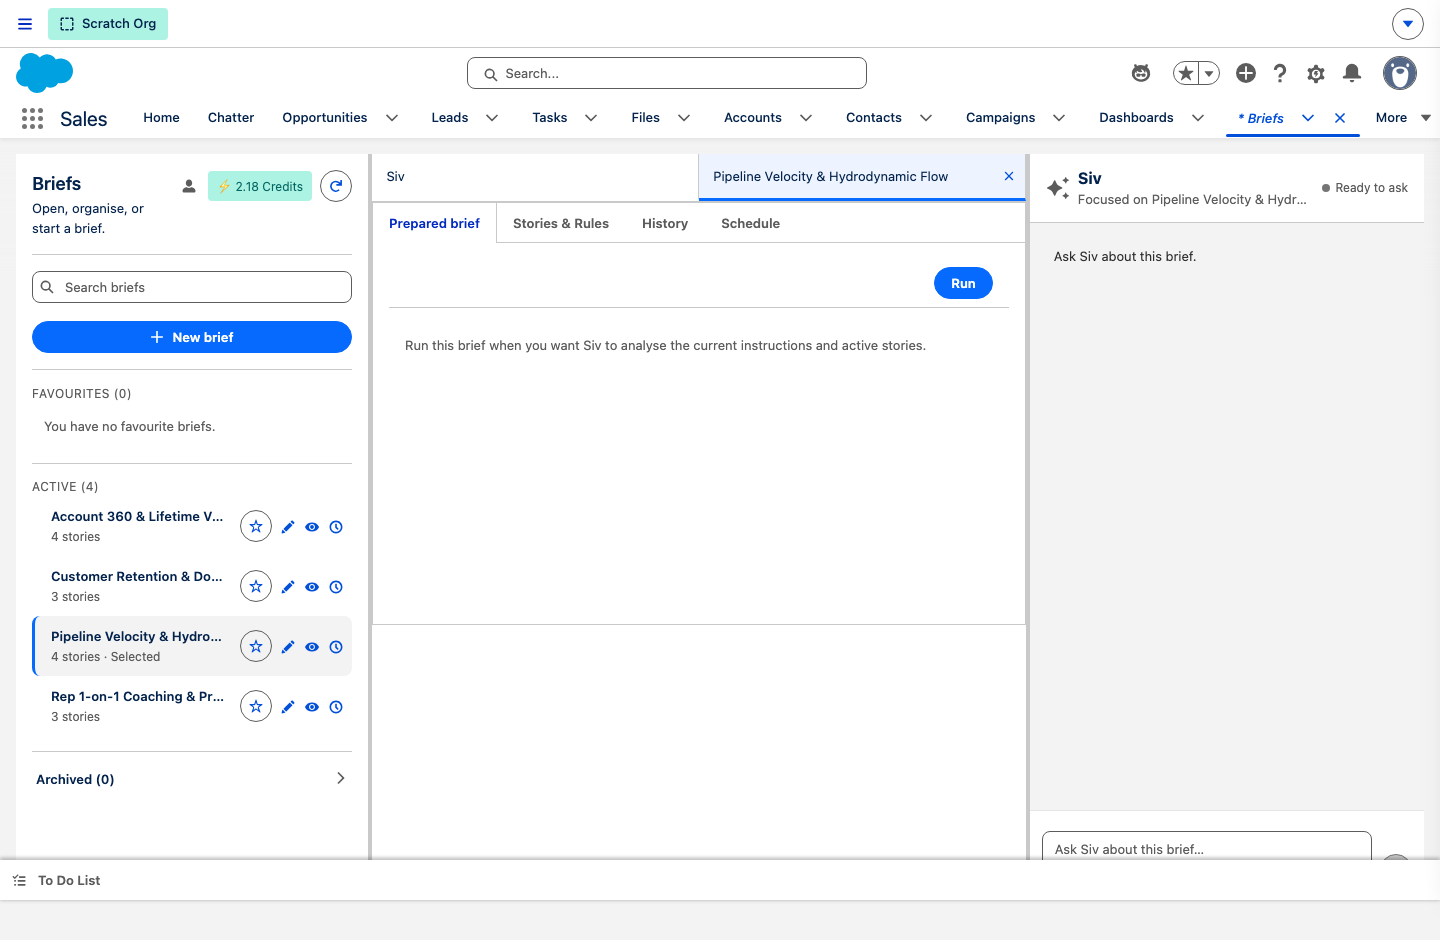 Scratch Org
Search...
Sales
Home
Chatter
Opportunities
Leads
Tasks
Files
Accounts
Contacts
Campaigns
Dashboards
* Briefs
More
Briefs
2.18 Credits
Open, organise, or
start a brief.
Search briefs
New brief
FAVOURITES (0)
You have no favourite briefs.
ACTIVE (4)
Account 360 & Lifetime V...
4 stories
Customer Retention & Do...
3 stories
Pipeline Velocity & Hydro...
4 stories · Selected
Rep 1-on-1 Coaching & Pr...
3 stories
Archived (0)
Siv
Pipeline Velocity & Hydrodynamic Flow
Prepared brief
Stories & Rules
History
Schedule
Run
Run this brief when you want Siv to analyse the current instructions and active stories.
Siv
Focused on Pipeline Velocity & Hydr...
Ready to ask
Ask Siv about this brief.
Ask Siv about this brief...
To Do List